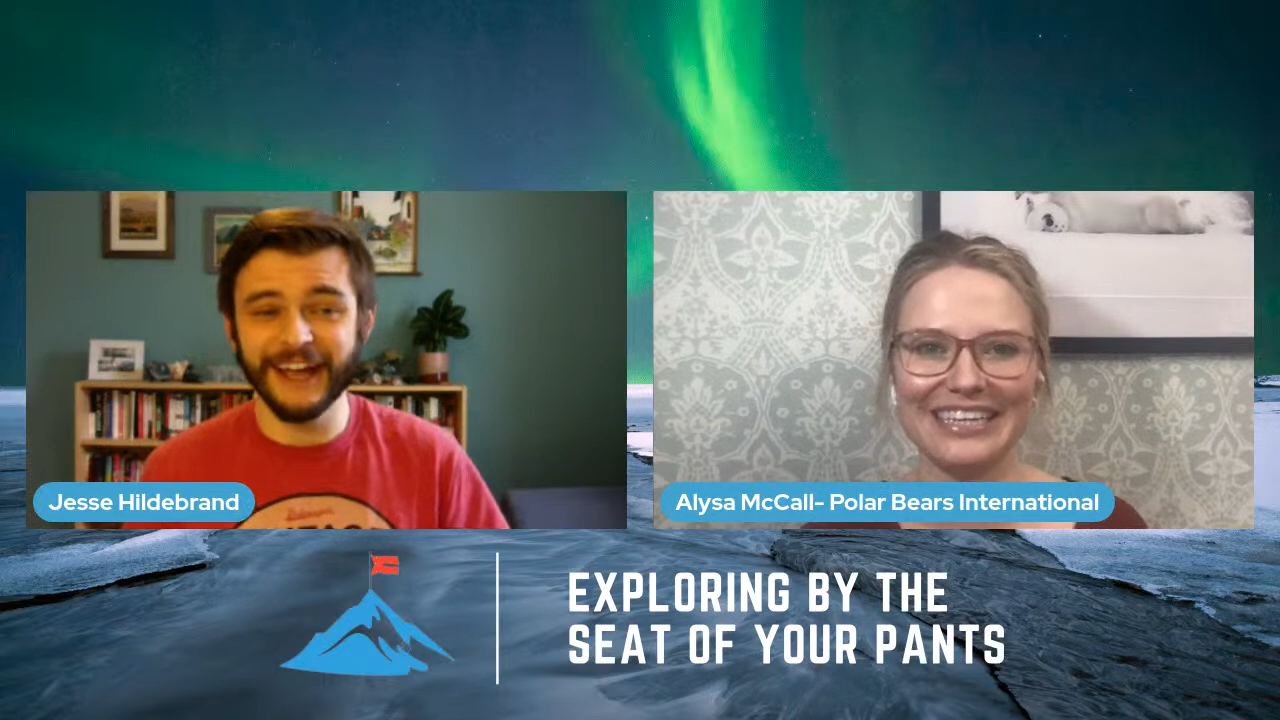 Jesse Hildebrand
Alysa McCall- Polar Bears International
EXPLORING BY THE
SEAT OF YOUR PANTS